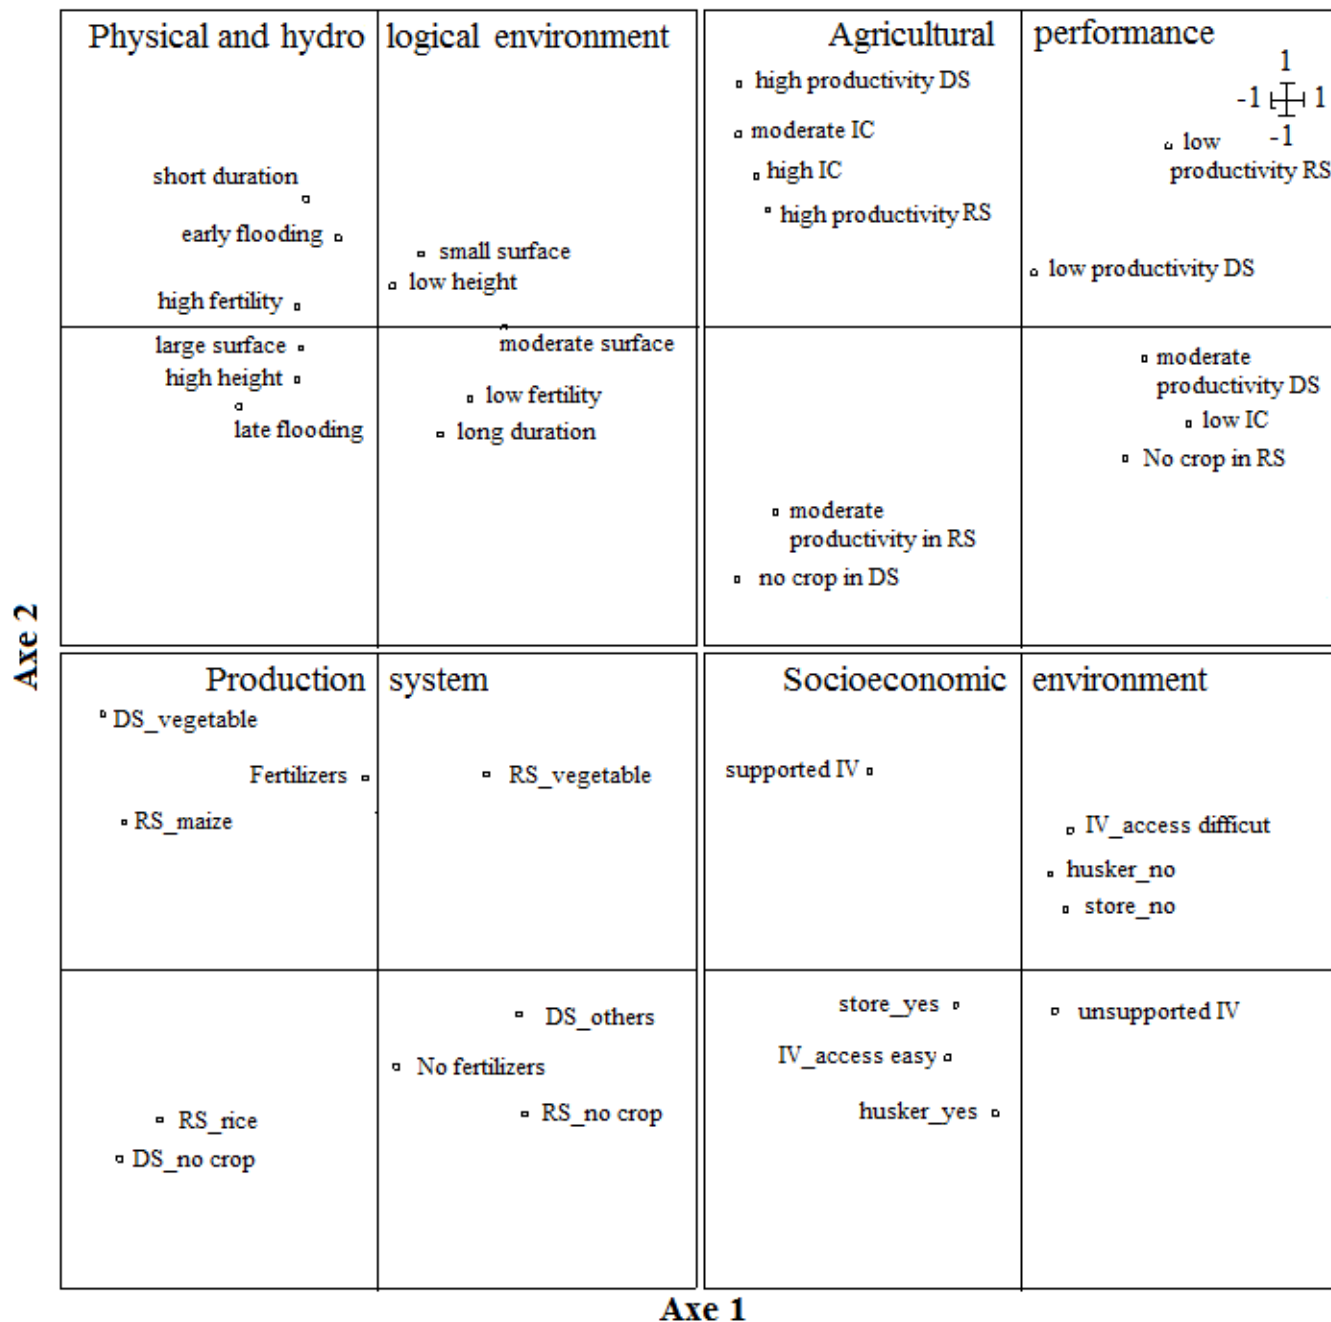 Physical and hydrological environment
short duration
early flooding
small surface
low height
high fertility
large surface
moderate surface
high height
low fertility
late flooding
long duration
Agricultural performance
1
-1 1
-1
high productivity DS
moderate IC
low
productivity RS
high IC
high productivity RS
low productivity DS
moderate
productivity DS
low IC
No crop in RS
moderate
productivity in RS
no crop in DS
Axe 2
Production system
DS_vegetable
Fertilizers
RS_vegetable
RS_maize
DS_others
No fertilizers
RS_rice
RS_no crop
DS_no crop
Socioeconomic environment
supported IV
IV_access difficut
husker_no
store_no
store_yes
unsupported IV
IV_access easy
husker_yes
Axe 1